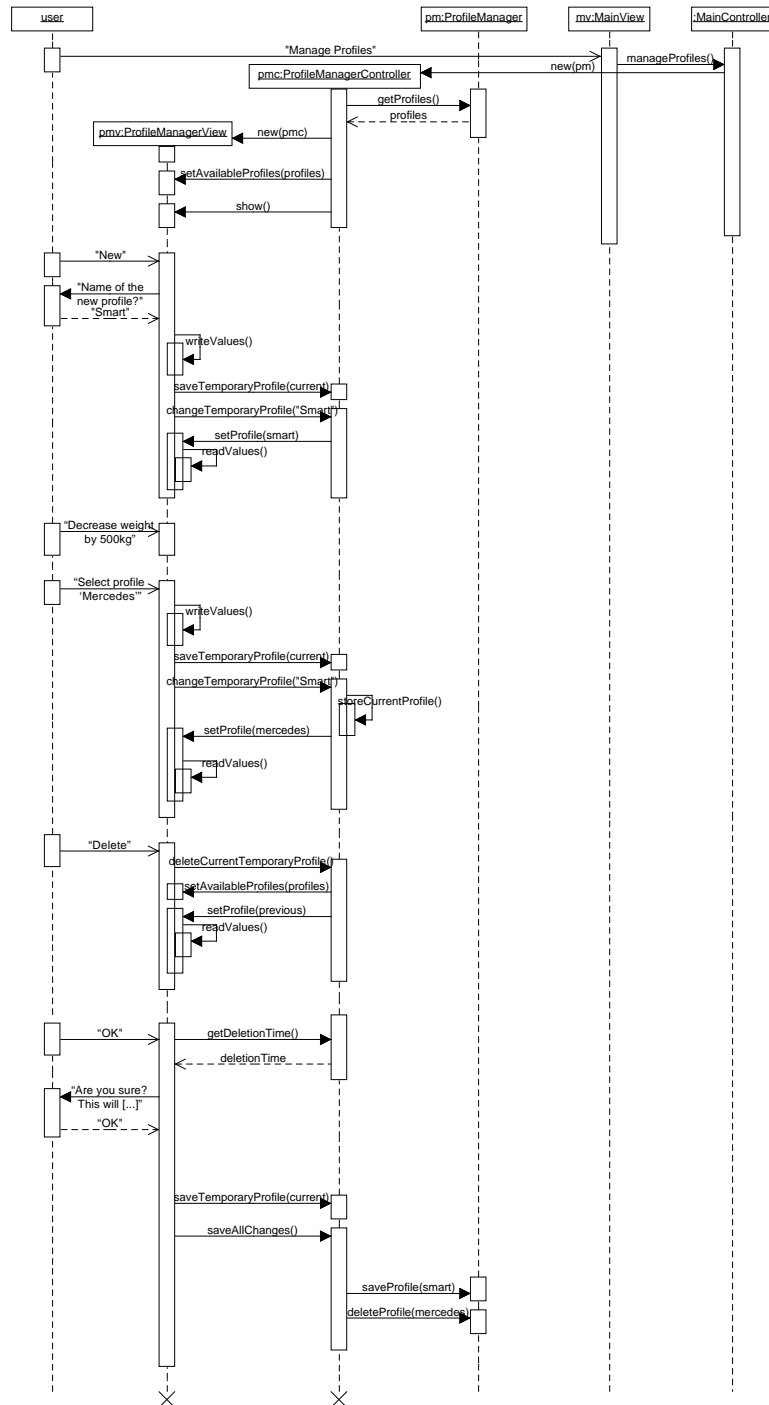 user
pm:ProfileManager
mv:MainView
:MainController
"Manage Profiles"
manageProfiles()
new(pm)
pmc:ProfileManagerController
getProfiles()
profiles
pmv:ProfileManagerView
new(pmc)
setAvailableProfiles(profiles)
show()
"New"
"Name of the
new profile?"
"Smart"
writeValues()
saveTemporaryProfile(current)
changeTemporaryProfile("Smart")
setProfile(smart)
readValues()
"Decrease weight
by 500kg"
"Select profile
'Mercedes'"
writeValues()
saveTemporaryProfile(current)
changeTemporaryProfile("Smart")
storeCurrentProfile()
setProfile(mercedes)
readValues()
"Delete"
deleteCurrentTemporaryProfile()
setAvailableProfiles(profiles)
setProfile(previous)
readValues()
"OK"
getDeletionTime()
deletionTime
"Are you sure?
This will [...]"
"OK"
saveTemporaryProfile(current)
saveAllChanges()
saveProfile(smart)
deleteProfile(mercedes)